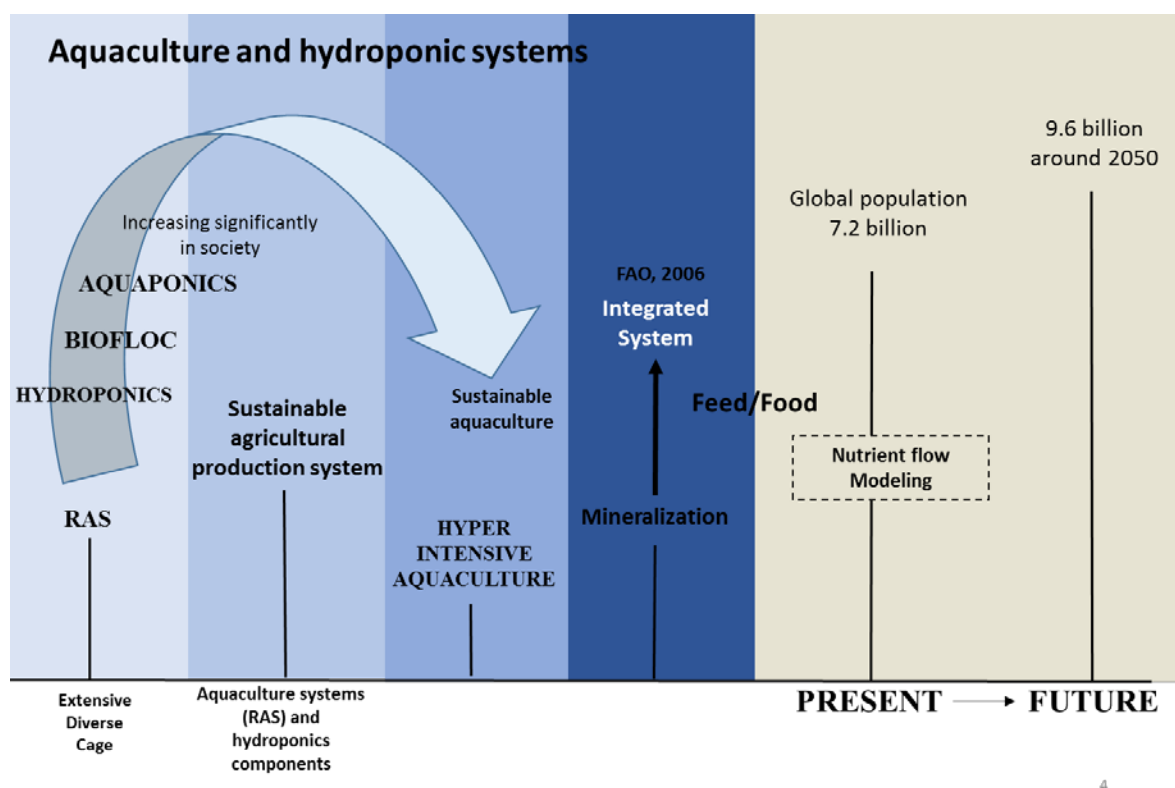 Aquaculture and hydroponic systems
9.6 billion
around 2050
Global population
7.2 billion
Increasing significantly
in society
AQUAPONICS
BIOFLOC
HYDROPONICS
RAS
Sustainable
agricultural
production system
Sustainable
aquaculture
HYPER
INTENSIVE
AQUACULTURE
FAO, 2006
Integrated
System
Feed/Food
Mineralization
Nutrient flow
Modeling
Extensive
Diverse
Cage
Aquaculture systems
(RAS) and
hydroponics
components
PRESENT
FUTURE
4